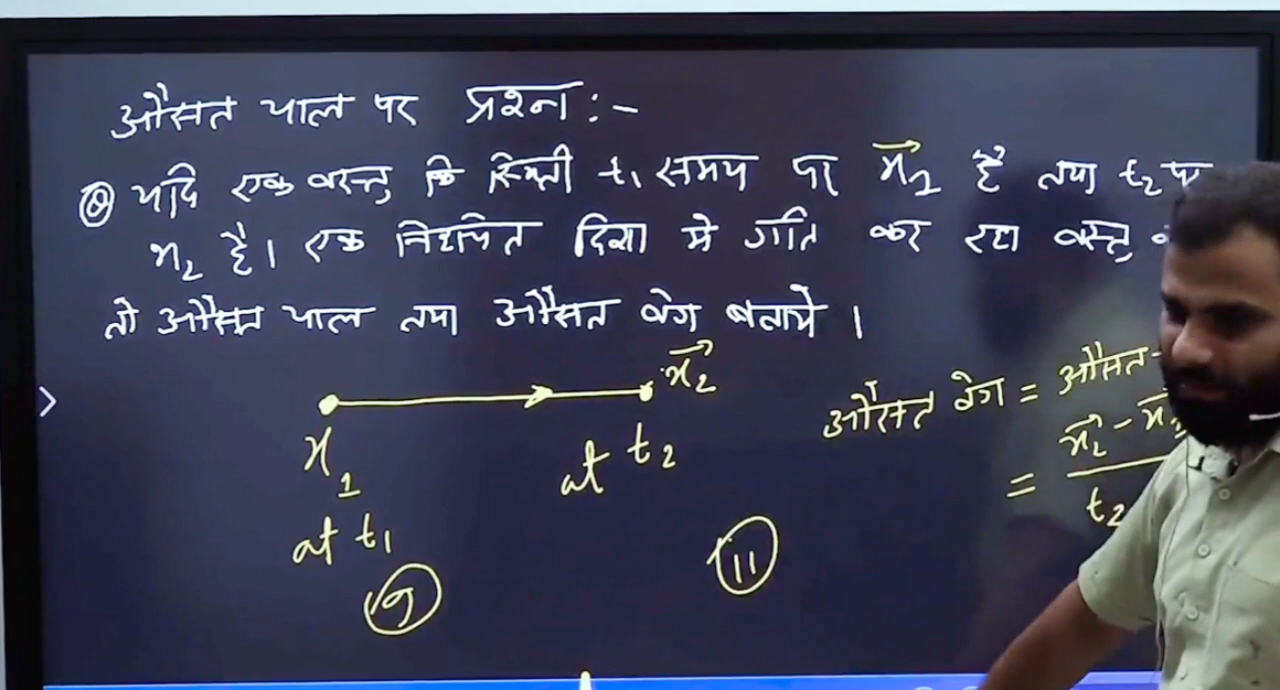 औसत चाल पर प्रश्न :-
Q यदि एक वस्तु कि स्थिती t₁ समय पर x⃗₁ है तथा t₂ पर
x₂ है। एक निश्चित दिशा मे गति कर रहा वस्तु
तो औसत चाल तथा औसत वेग बताये ।
x⃗₂
x₁
at t₁
at t₂
औसत वेग = औसत
= x⃗₂ - x⃗₁
t₂
9
11